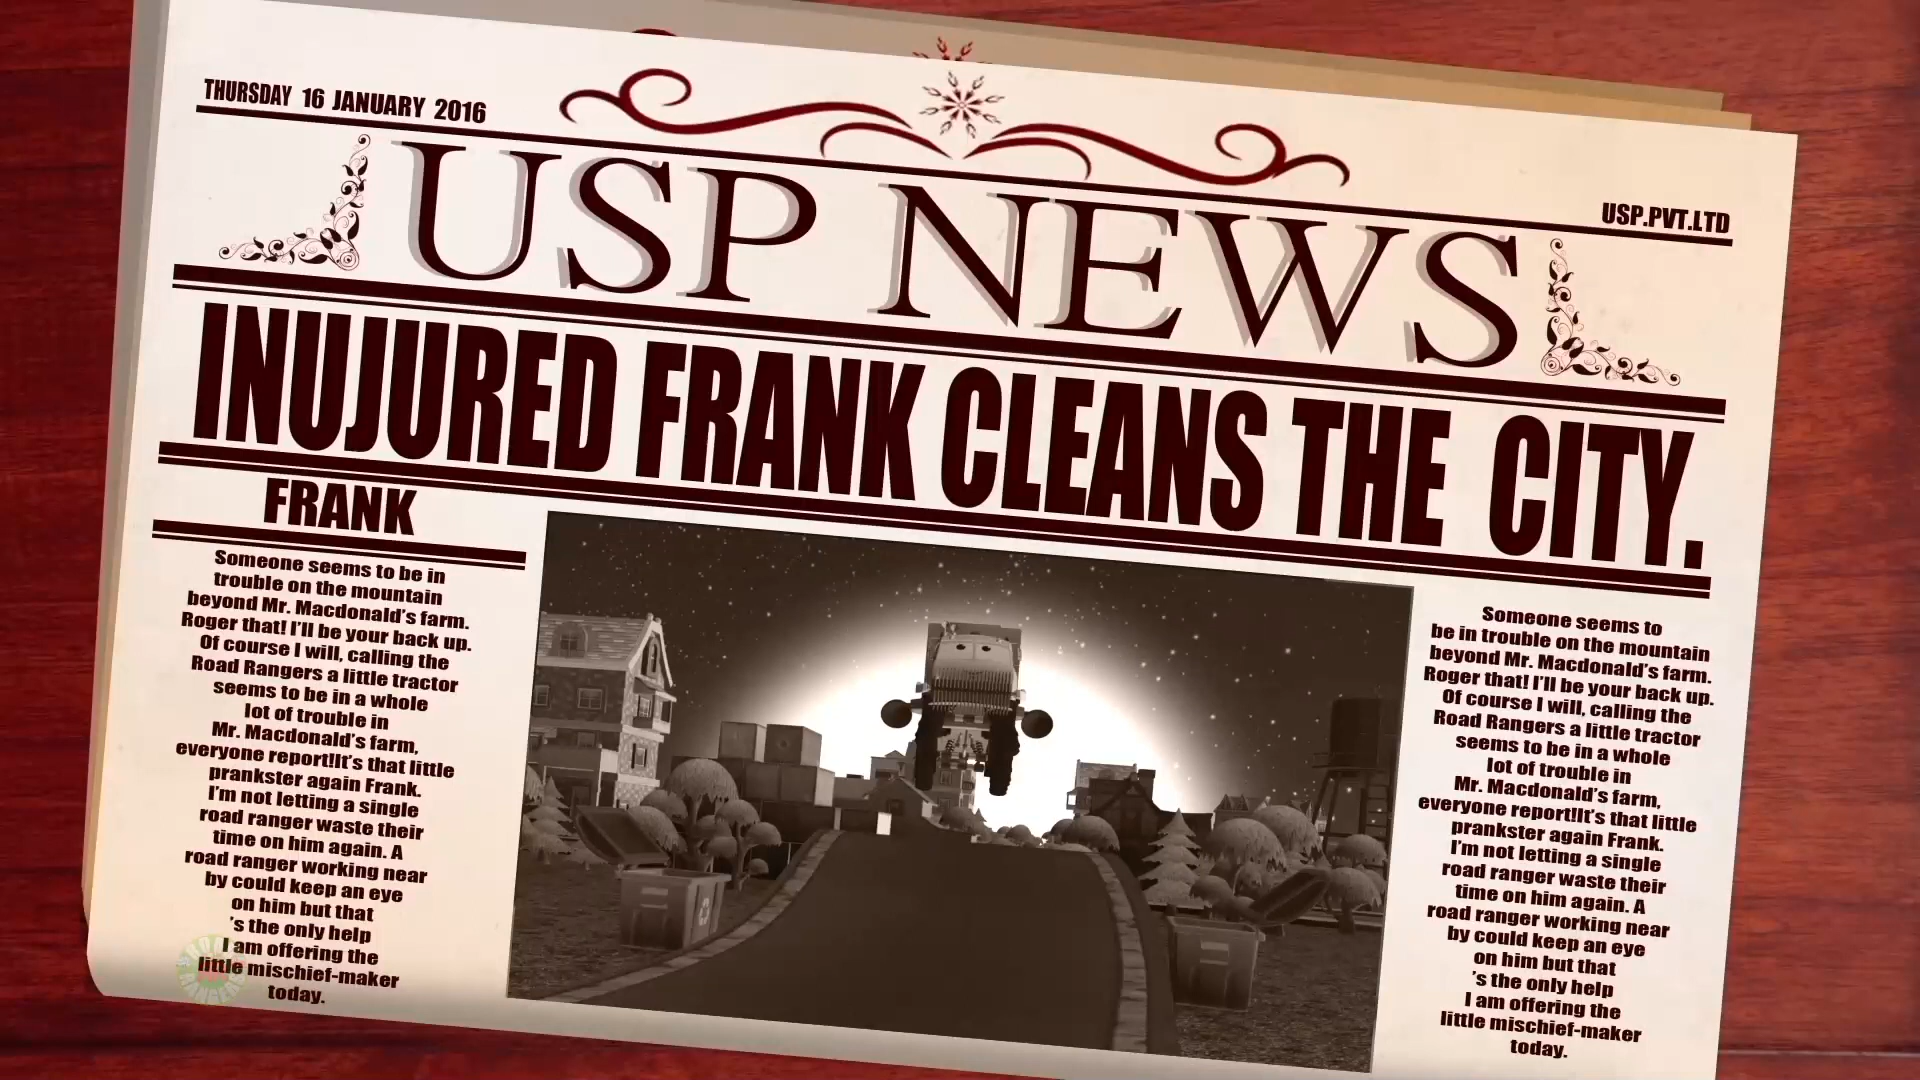 THURSDAY 16 JANUARY 2016
USP.PVT.LTD
USP NEWS
INUJURED FRANK CLEANS THE CITY.
FRANK
Someone seems to be in
trouble on the mountain
beyond Mr. Macdonald's farm.
Roger that! I'll be your back up.
Of course I will, calling the
Road Rangers a little tractor
seems to be in a whole
lot of trouble in
Mr. Macdonald's farm,
everyone report!It's that little
prankster again Frank.
I'm not letting a single
road ranger waste their
time on him again. A
road ranger working near
by could keep an eye
on him but that
's the only help
I am offering the
little mischief-maker
today.
Someone seems to
be in trouble on the mountain
beyond Mr. Macdonald's farm.
Roger that! I'll be your back up.
Of course I will, calling the
Road Rangers a little tractor
seems to be in a whole
lot of trouble in
Mr. Macdonald's farm,
everyone report!It's that little
prankster again Frank.
I'm not letting a single
road ranger waste their
time on him again. A
road ranger working near
by could keep an eye
on him but that
's the only help
I am offering the
little mischief-maker
today.